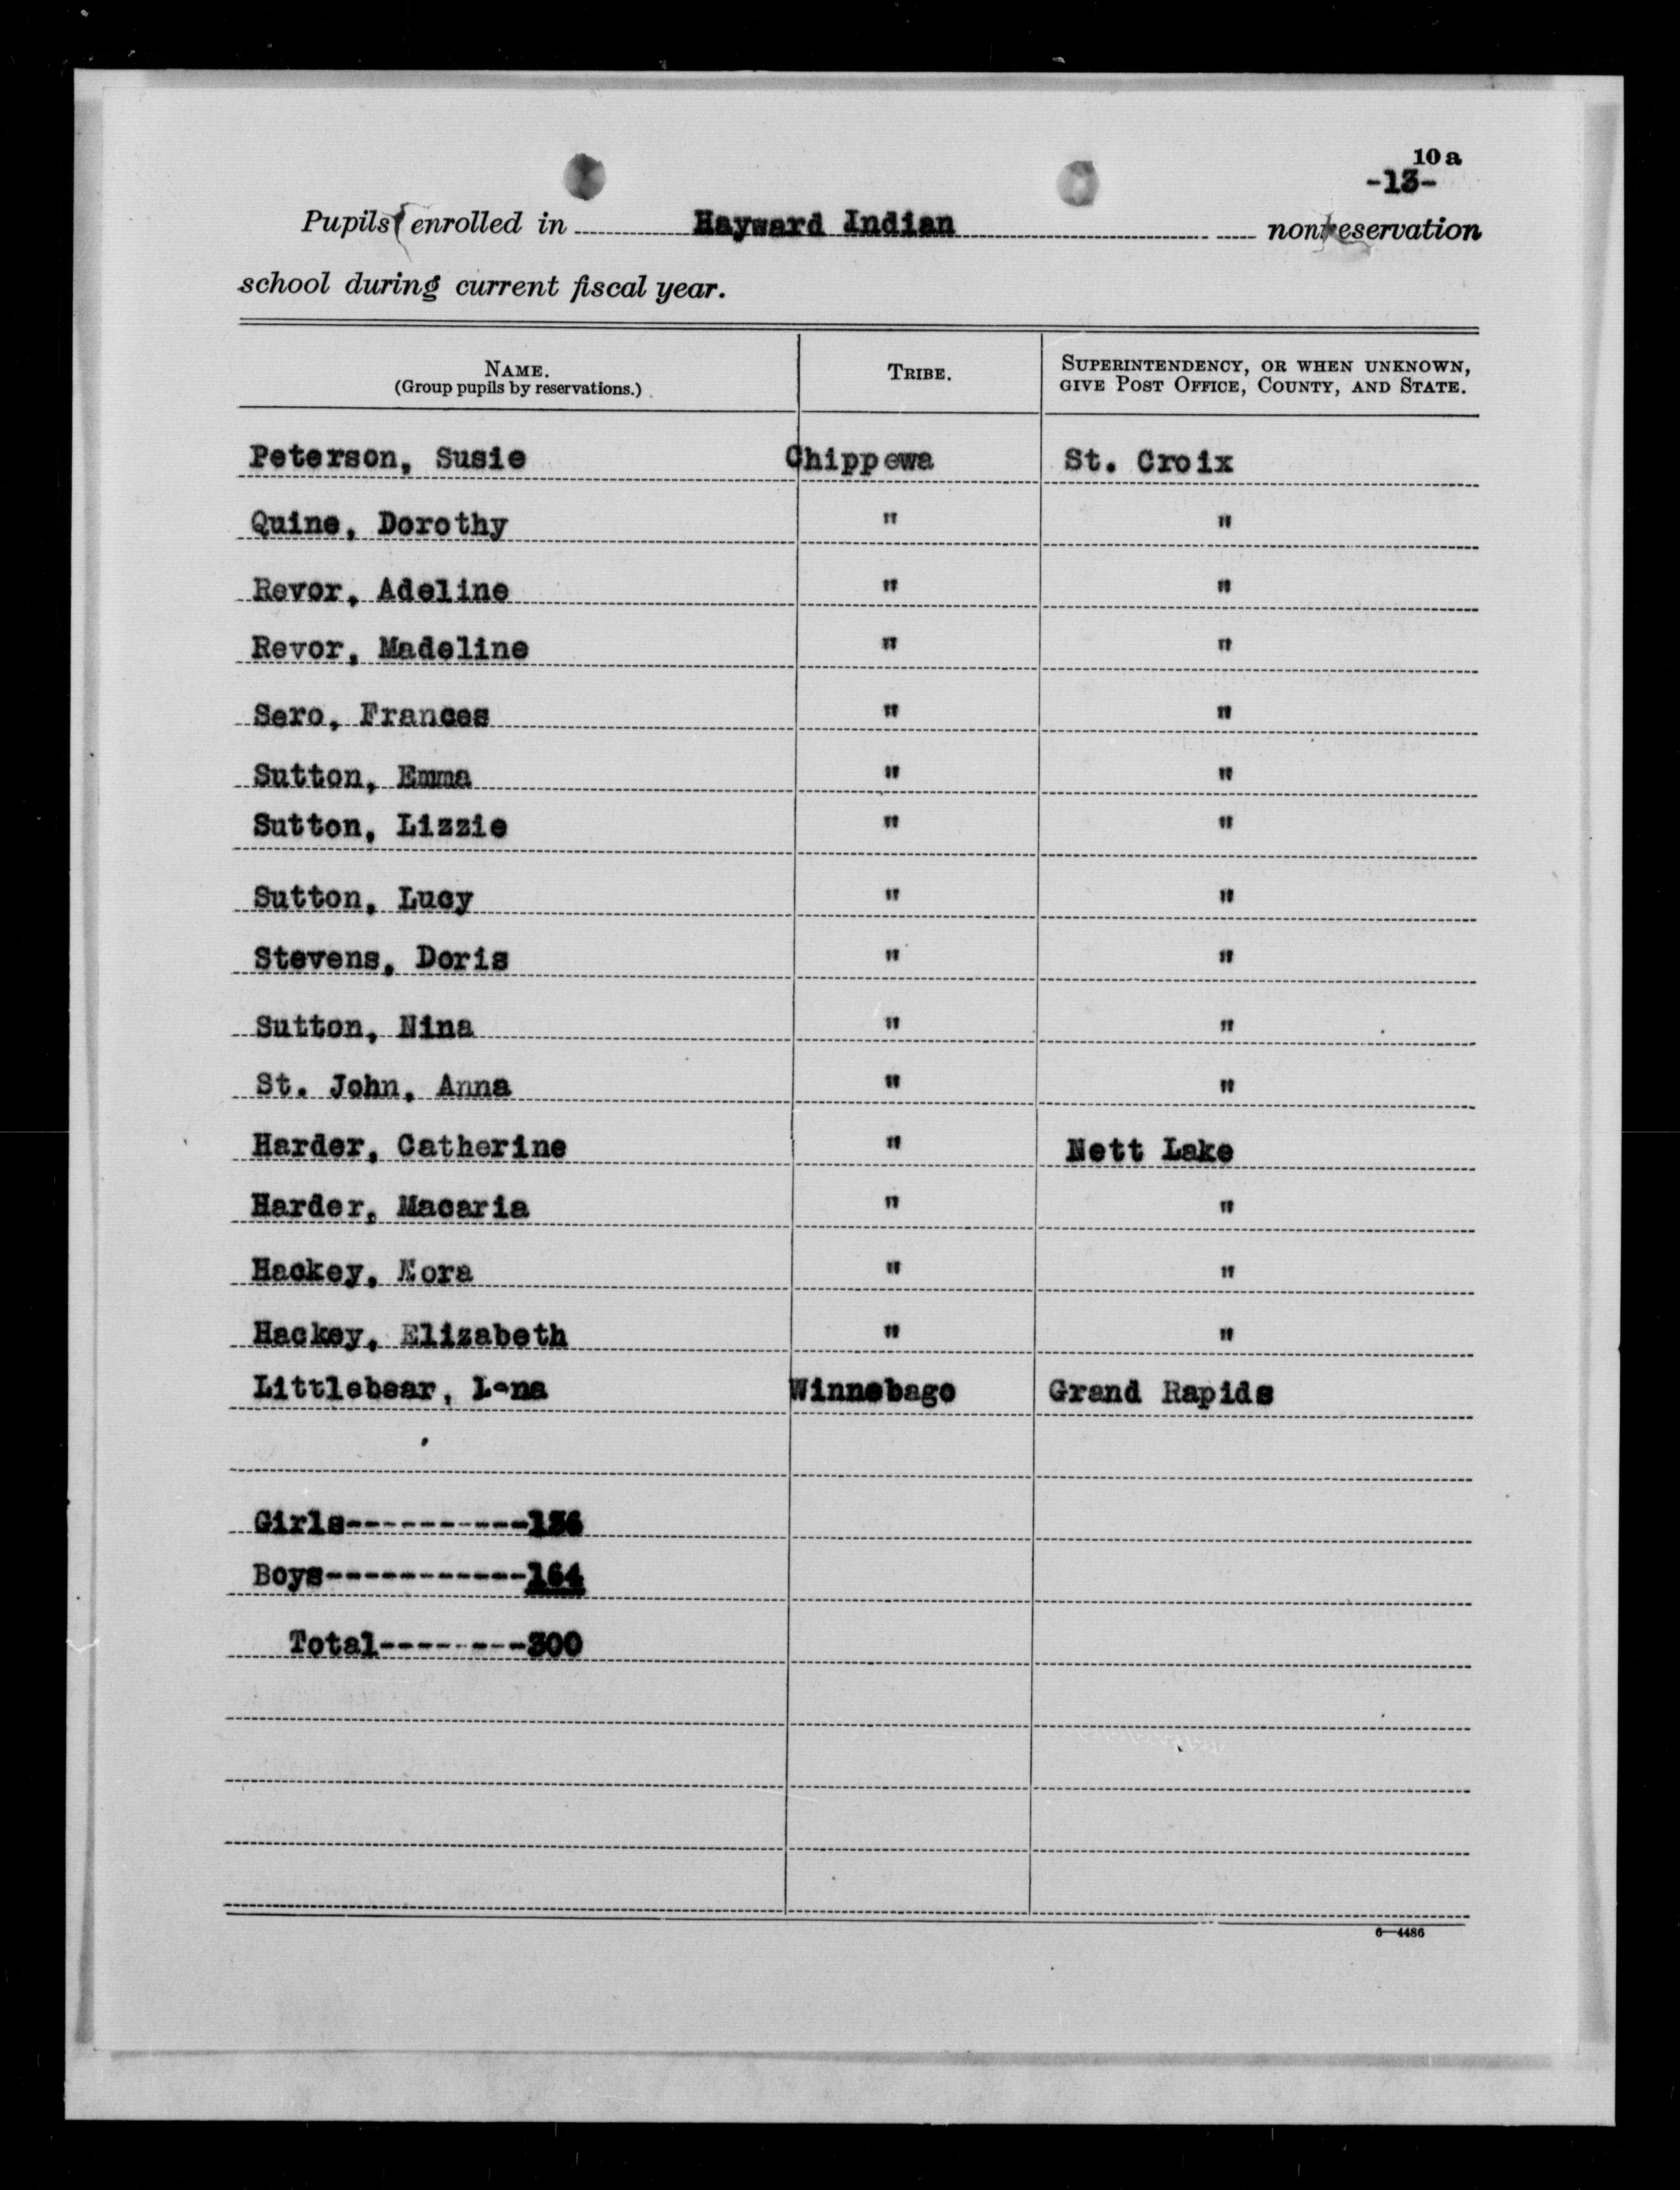 10 a
-13-
Pupils enrolled in Hayward Indian nonreservation
school during current fiscal year.
NAME. (Group pupils by reservations.) TRIBE. SUPERINTENDENCY, OR WHEN UNKNOWN, GIVE POST OFFICE, COUNTY, AND STATE.
Peterson, Susie Chippewa St. Croix
Quine, Dorothy " "
Revor, Adeline " "
Revor, Madeline " "
Sero, Frances " "
Sutton, Emma " "
Sutton, Lizzie " "
Sutton, Lucy " "
Stevens, Doris " "
Sutton, Nina " "
St. John, Anna " "
Harder, Catherine " Nett Lake
Harder, Macaria " "
Hackey, Nora " "
Hackey, Elizabeth " "
Littlebear, Lena Winnebago Grand Rapids
Girls----------136
Boys-----------164
Total--------300
6—4486